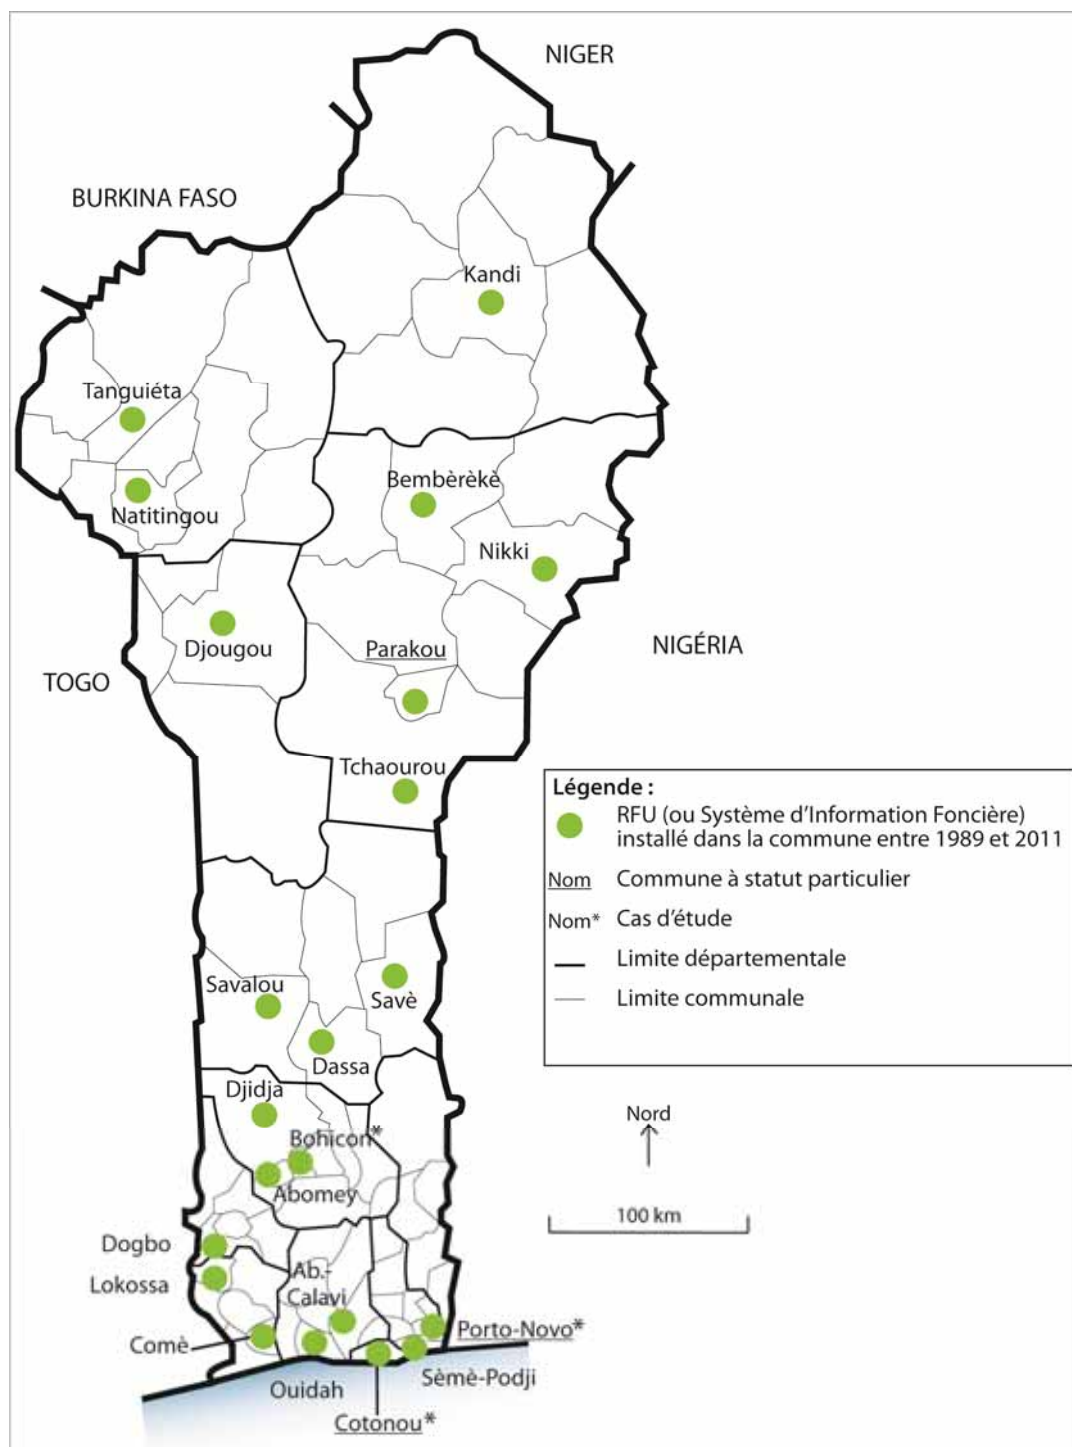 NIGER
BURKINA FASO
Kandi
Tanguiéta
Bembèrèkè
Natitingou
Nikki
Djougou
Parakou
NIGÉRIA
TOGO
Tchaourou
Légende :
RFU (ou Système d'Information Foncière)
installé dans la commune entre 1989 et 2011
Nom Commune à statut particulier
Nom* Cas d'étude
Limite départementale
Limite communale
Savalou
Savè
Dassa
Djidja
Nord
Bohicon*
Abomey
100 km
Dogbo
Ab.-
Calavi
Lokossa
Porto-Novo*
Comè
Sèmè-Podji
Ouidah
Cotonou*